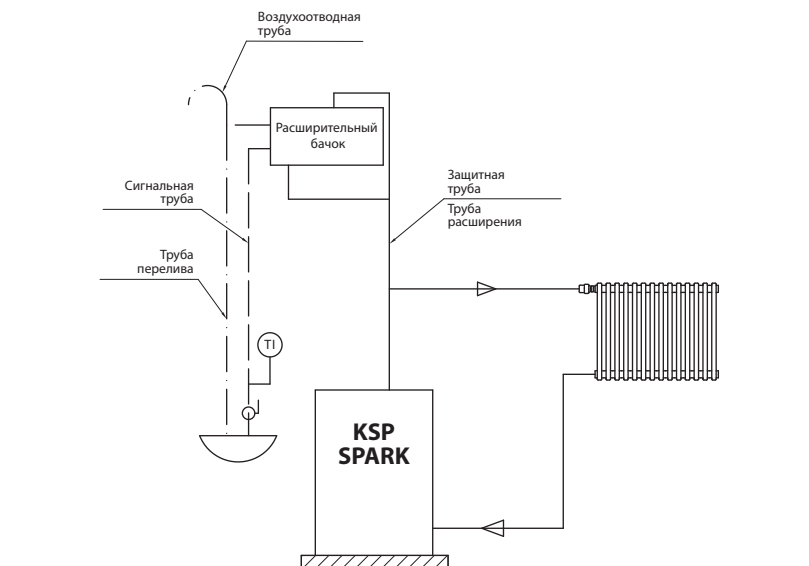 Воздухоотводная
труба
Расширительный
бачок
Сигнальная
труба
Защитная
труба
Труба
расширения
Труба
перелива
TI
KSP
SPARK